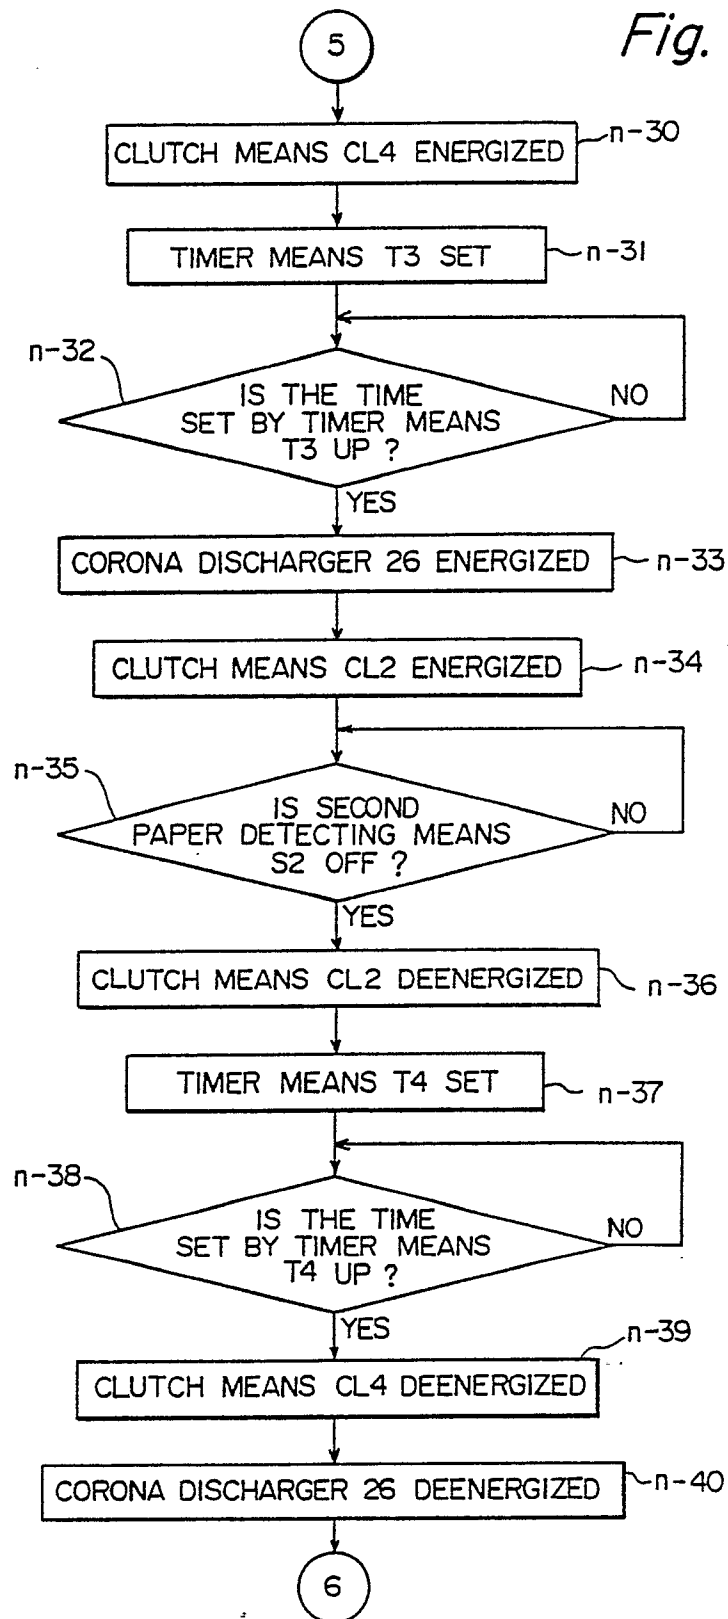 5
Fig.
CLUTCH MEANS CL4 ENERGIZED
n-30
TIMER MEANS T3 SET
n-31
n-32
IS THE TIME
SET BY TIMER MEANS
T3 UP ?
NO
YES
CORONA DISCHARGER 26 ENERGIZED
n-33
CLUTCH MEANS CL2 ENERGIZED
n-34
n-35
IS SECOND
PAPER DETECTING MEANS
S2 OFF ?
NO
YES
CLUTCH MEANS CL2 DEENERGIZED
n-36
TIMER MEANS T4 SET
n-37
n-38
IS THE TIME
SET BY TIMER MEANS
T4 UP ?
NO
YES
n-39
CLUTCH MEANS CL4 DEENERGIZED
CORONA DISCHARGER 26 DEENERGIZED
n-40
6